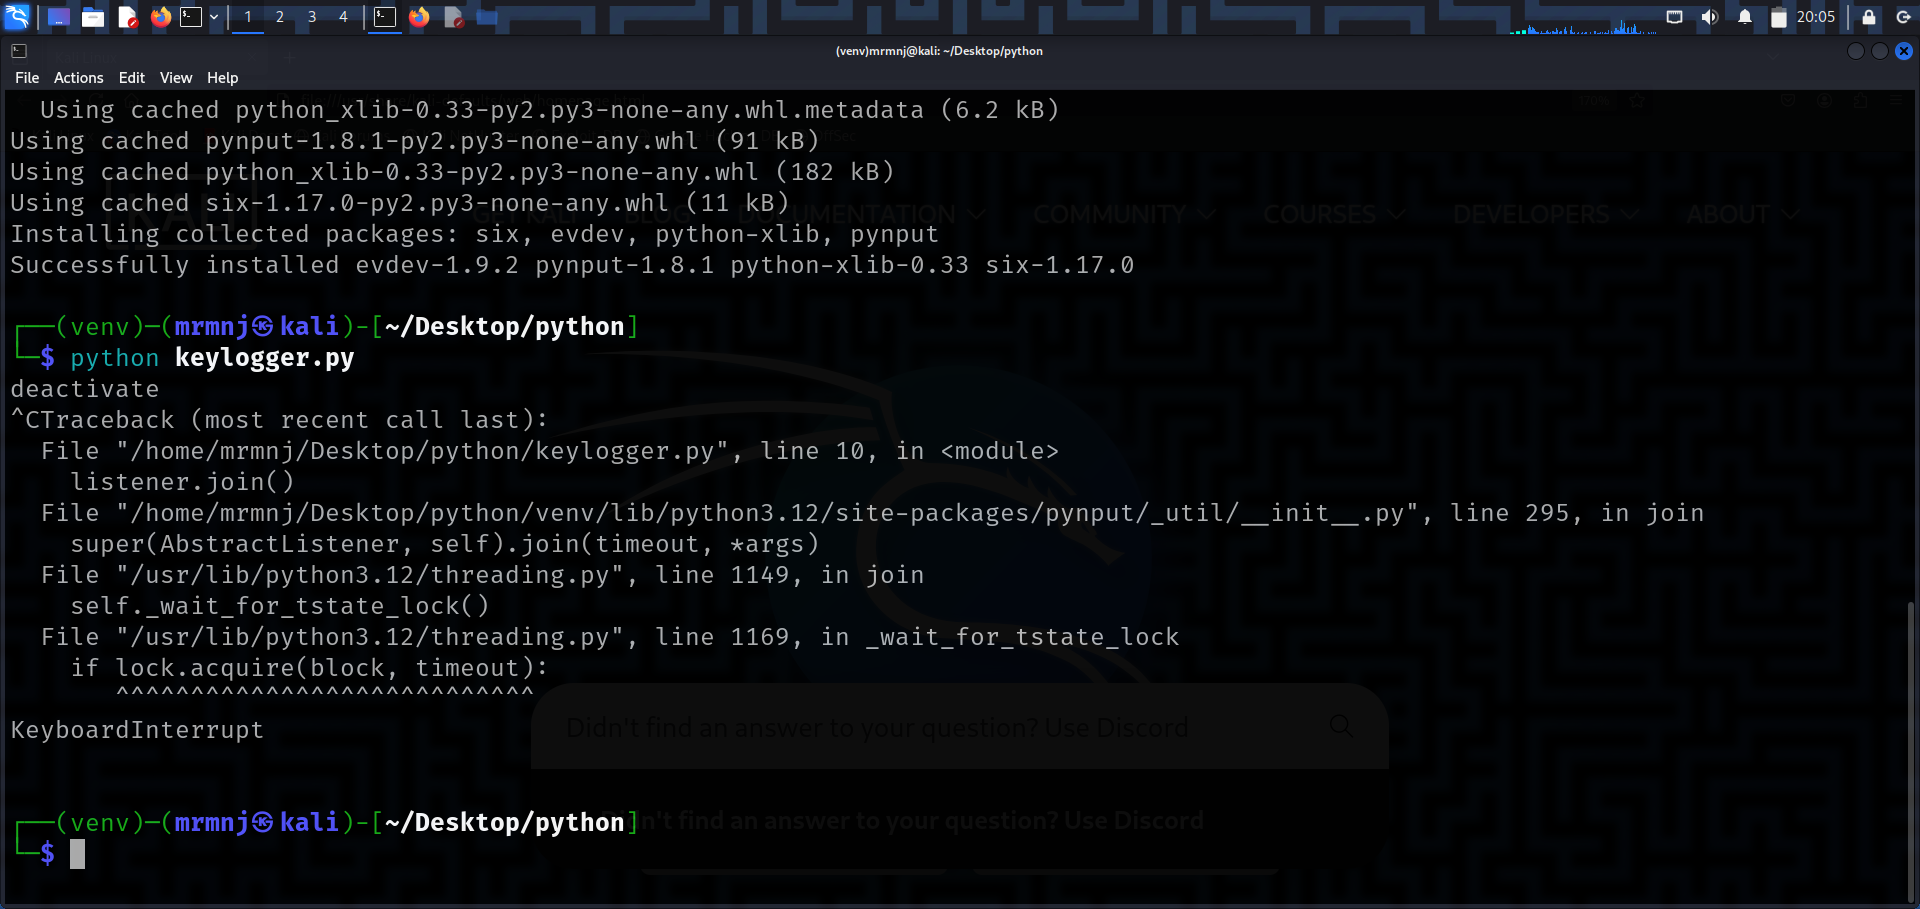 1 2 3 4 20:05
(venv)mrmnj@kali: ~/Desktop/python
File Actions Edit View Help
Using cached python_xlib-0.33-py2.py3-none-any.whl.metadata (6.2 kB)
Using cached pynput-1.8.1-py2.py3-none-any.whl (91 kB)
Using cached python_xlib-0.33-py2.py3-none-any.whl (182 kB)
Using cached six-1.17.0-py2.py3-none-any.whl (11 kB)
GET KALI BLOG DOCUMENTATION COMMUNITY COURSES DEVELOPERS ABOUT
Installing collected packages: six, evdev, python-xlib, pynput
Successfully installed evdev-1.9.2 pynput-1.8.1 python-xlib-0.33 six-1.17.0
┌──(venv)─(mrmnj㉿kali)-[~/Desktop/python]
└─$ python keylogger.py
deactivate
^CTraceback (most recent call last):
File "/home/mrmnj/Desktop/python/keylogger.py", line 10, in <module>
listener.join()
File "/home/mrmnj/Desktop/python/venv/lib/python3.12/site-packages/pynput/_util/__init__.py", line 295, in join
super(AbstractListener, self).join(timeout, *args)
File "/usr/lib/python3.12/threading.py", line 1149, in join
self._wait_for_tstate_lock()
File "/usr/lib/python3.12/threading.py", line 1169, in _wait_for_tstate_lock
if lock.acquire(block, timeout):
^^^^^^^^^^^^^^^^^^^^^^^^^^^^
KeyboardInterrupt
Didn't find an answer to your question? Use Discord
┌──(venv)─(mrmnj㉿kali)-[~/Desktop/python]
Didn't find an answer to your question? Use Discord
└─$